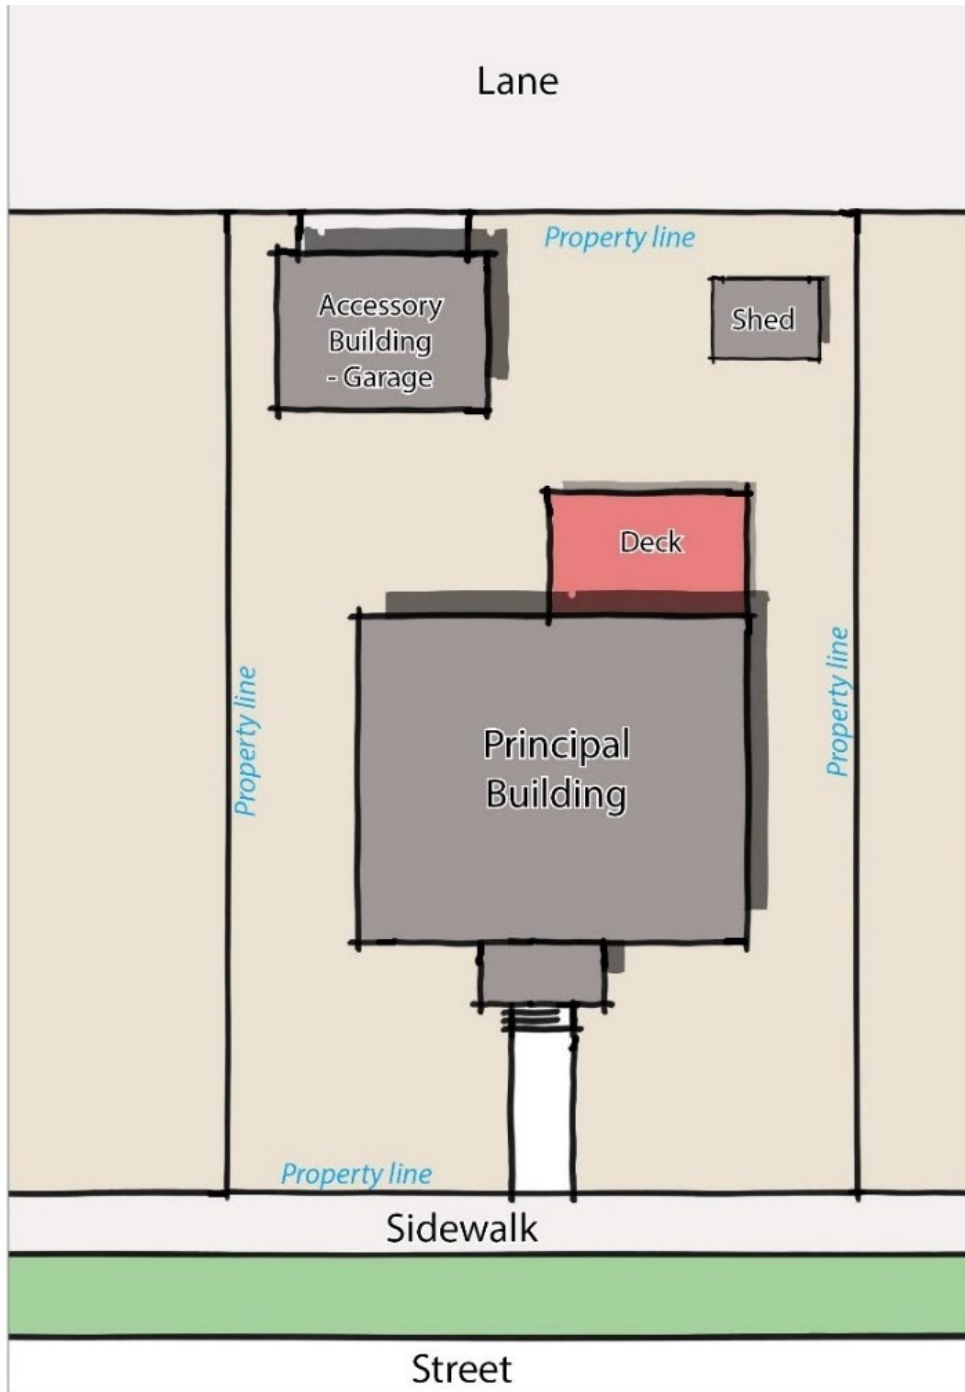 Lane
Property line
Accessory
Building
- Garage
Shed
Deck
Property line
Property line
Principal
Building
Property line
Sidewalk
Street